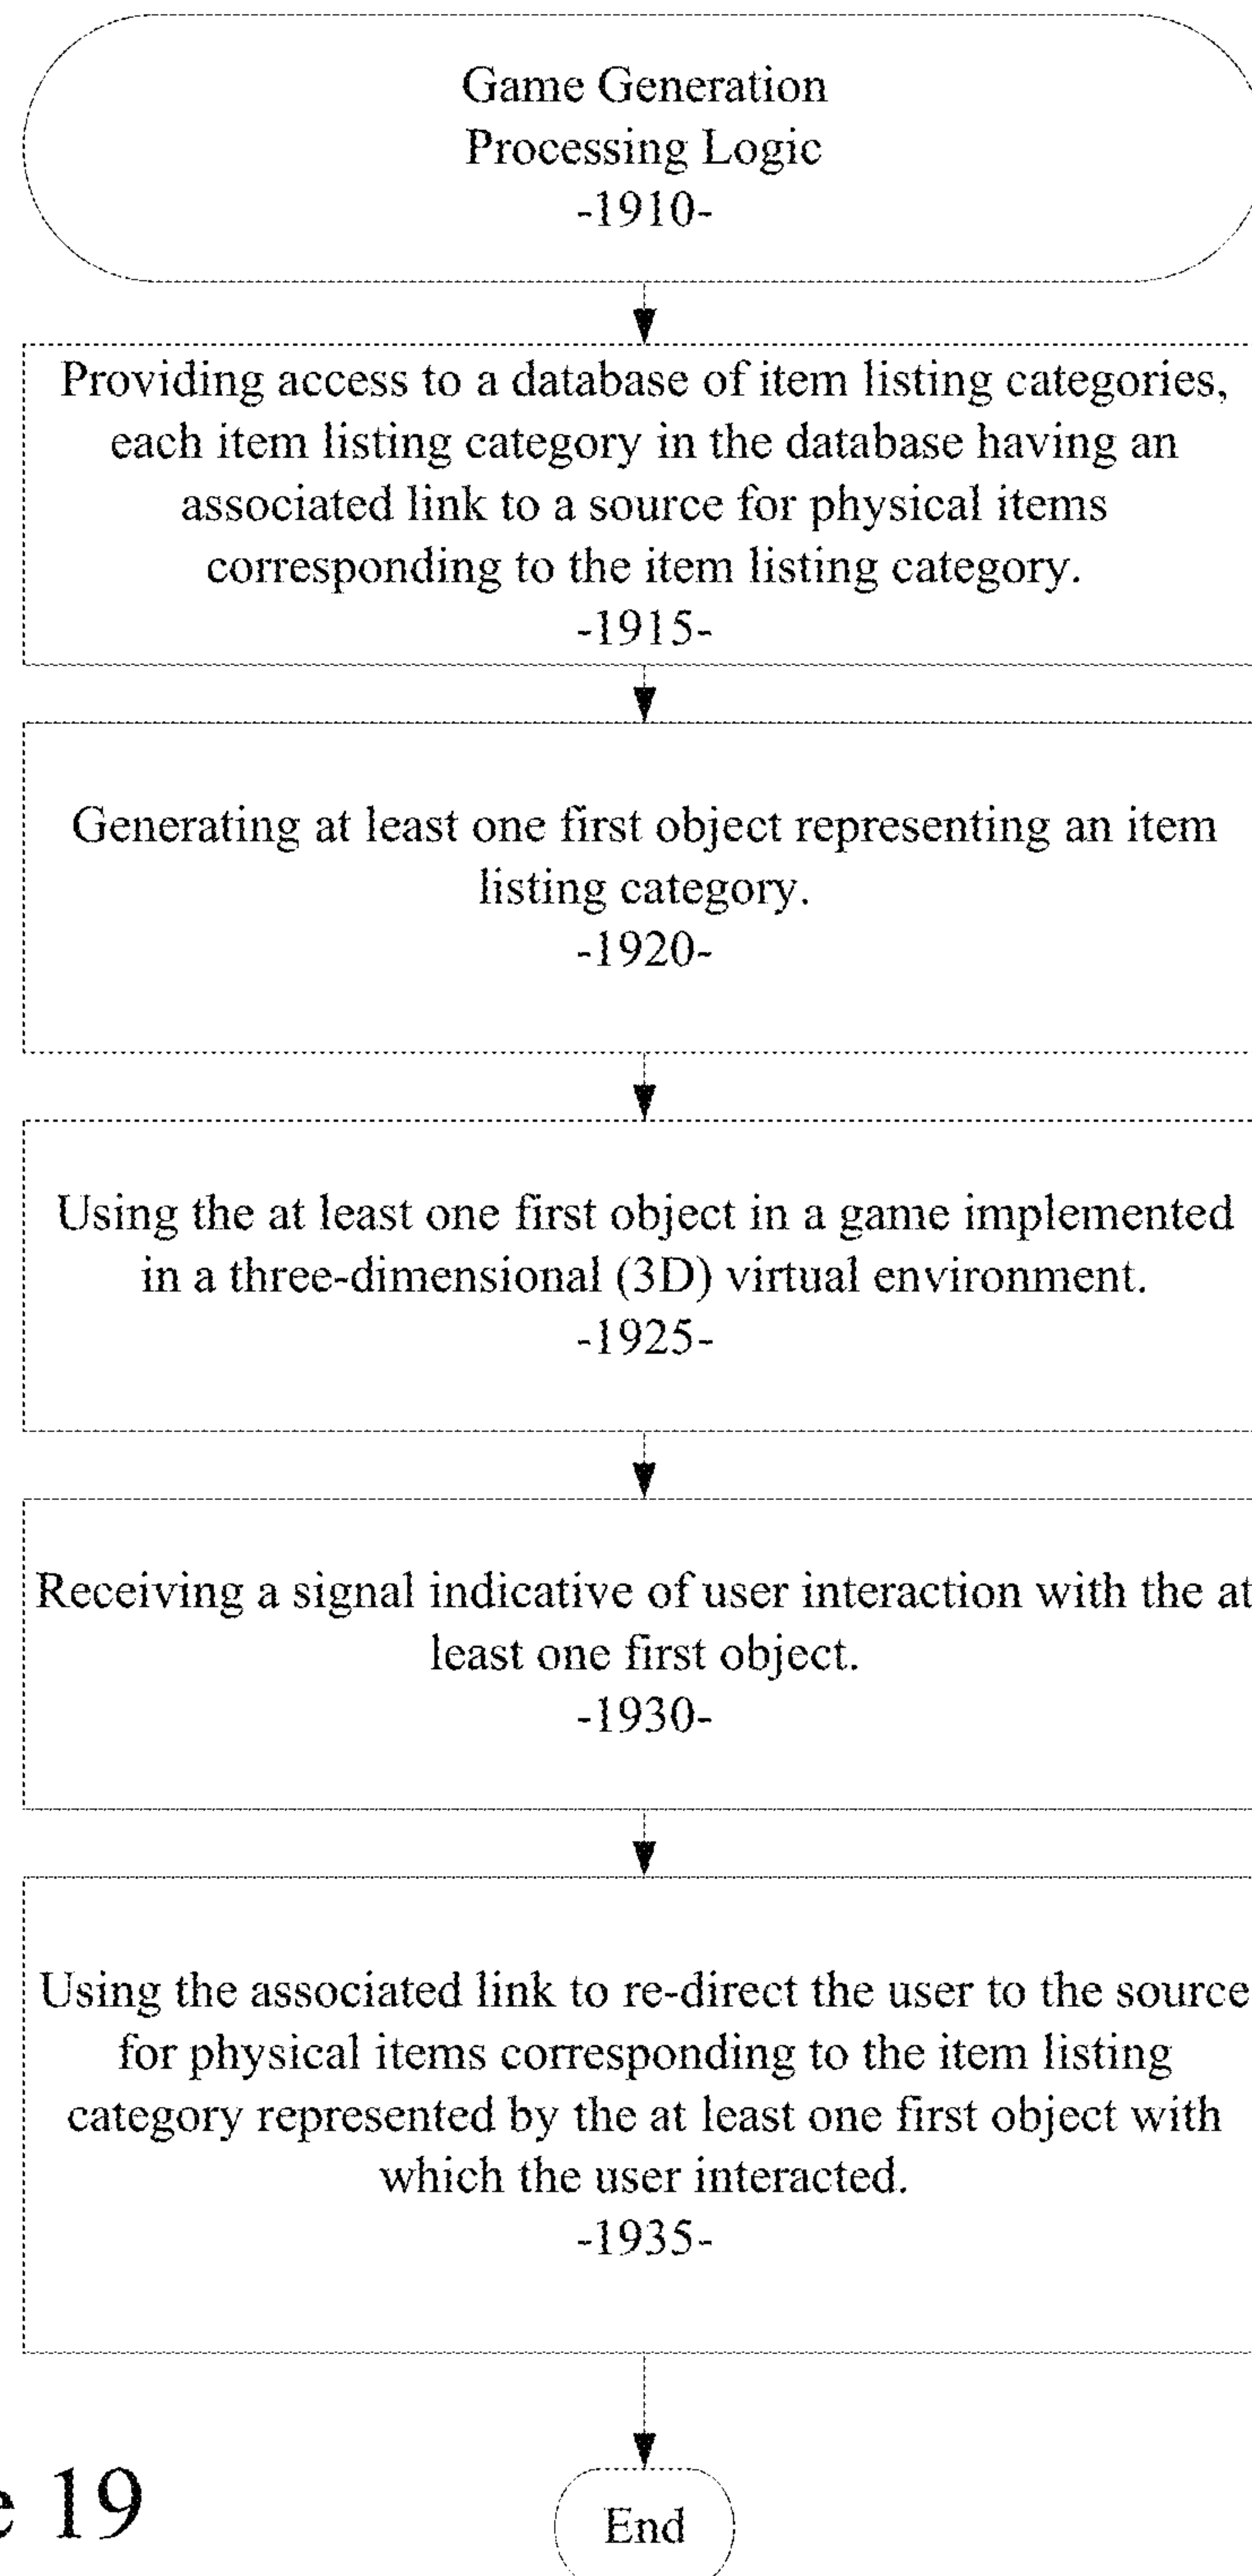 Game Generation
Processing Logic
-1910-
Providing access to a database of item listing categories,
each item listing category in the database having an
associated link to a source for physical items
corresponding to the item listing category.
-1915-
Generating at least one first object representing an item
listing category.
-1920-
Using the at least one first object in a game implemented
in a three-dimensional (3D) virtual environment.
-1925-
Receiving a signal indicative of user interaction with the at
least one first object.
-1930-
Using the associated link to re-direct the user to the source
for physical items corresponding to the item listing
category represented by the at least one first object with
which the user interacted.
-1935-
End
e 19